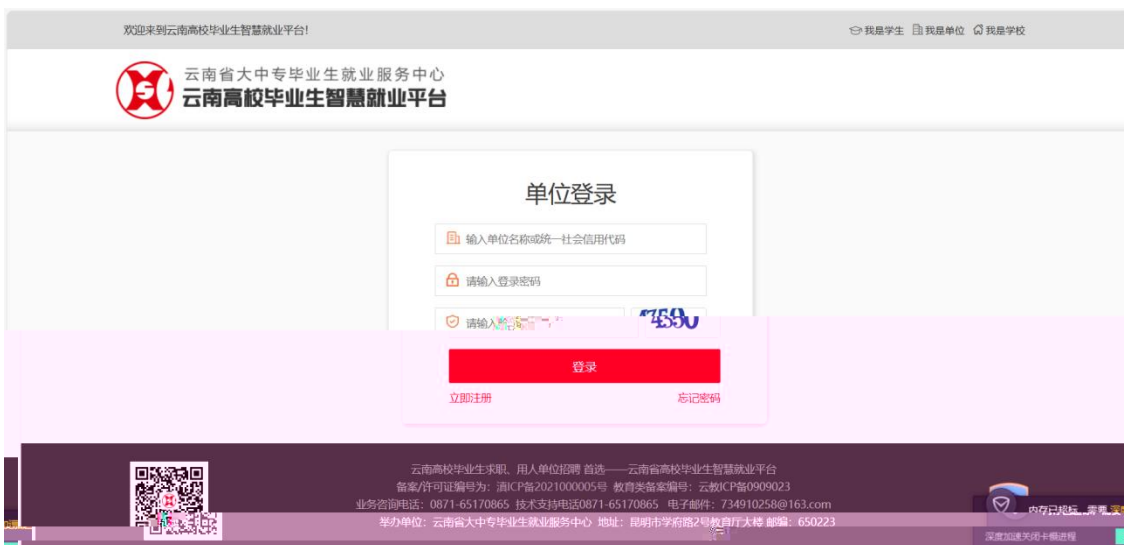 欢迎来到云南高校毕业生智慧就业平台!
我是学生 我是单位 我是学校
云南省大中专毕业生就业服务中心
云南高校毕业生智慧就业平台
单位登录
输入单位名称或统一社会信用代码
请输入登录密码
请输入
登录
立即注册 忘记密码
云南高校毕业生求职、用人单位招聘 首选——云南省高校毕业生智慧就业平台
备案/许可证编号为: 滇ICP备2021000005号 教育类备案编号: 云教ICP备0909023
业务咨询电话: 0871-65170865 技术支持电话0871-65170865 电子邮件: 734910258@163.com
举办单位: 云南省大中专毕业生就业服务中心 地址: 昆明市学府路2号教育厅大楼 邮编: 650223
内存已超标, 需要
深度加速关闭卡慢进程